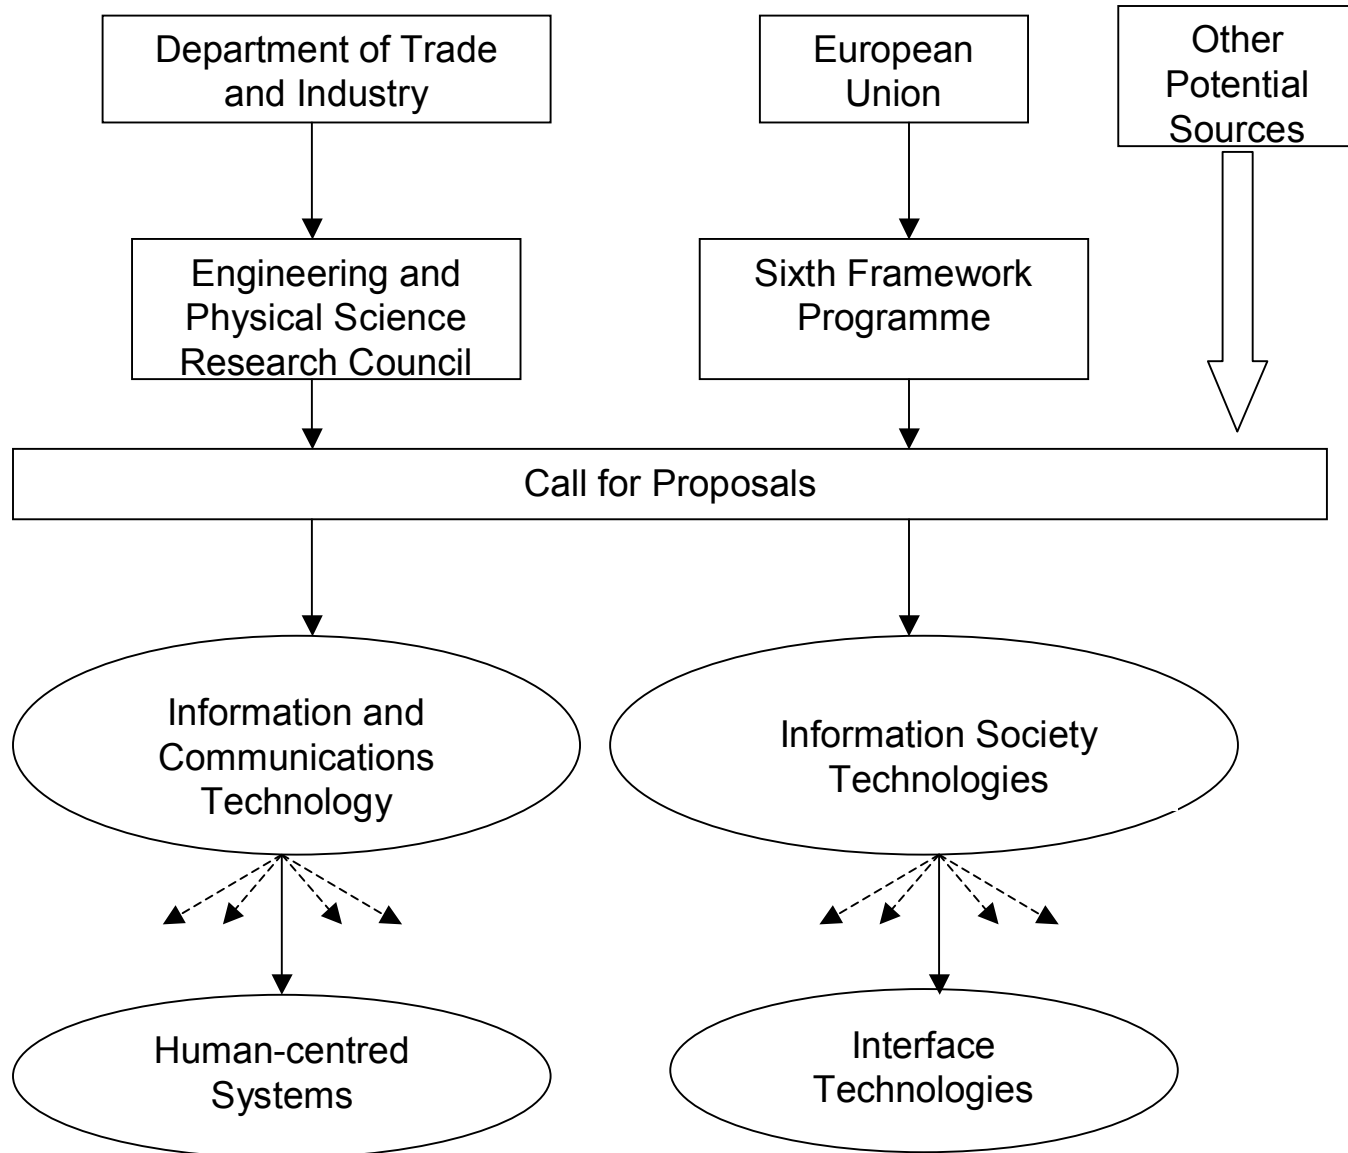 Department of Trade
and Industry
European
Union
Other
Potential
Sources
Engineering and
Physical Science
Research Council
Sixth Framework
Programme
Call for Proposals
Information and
Communications
Technology
Information Society
Technologies
Human-centred
Systems
Interface
Technologies